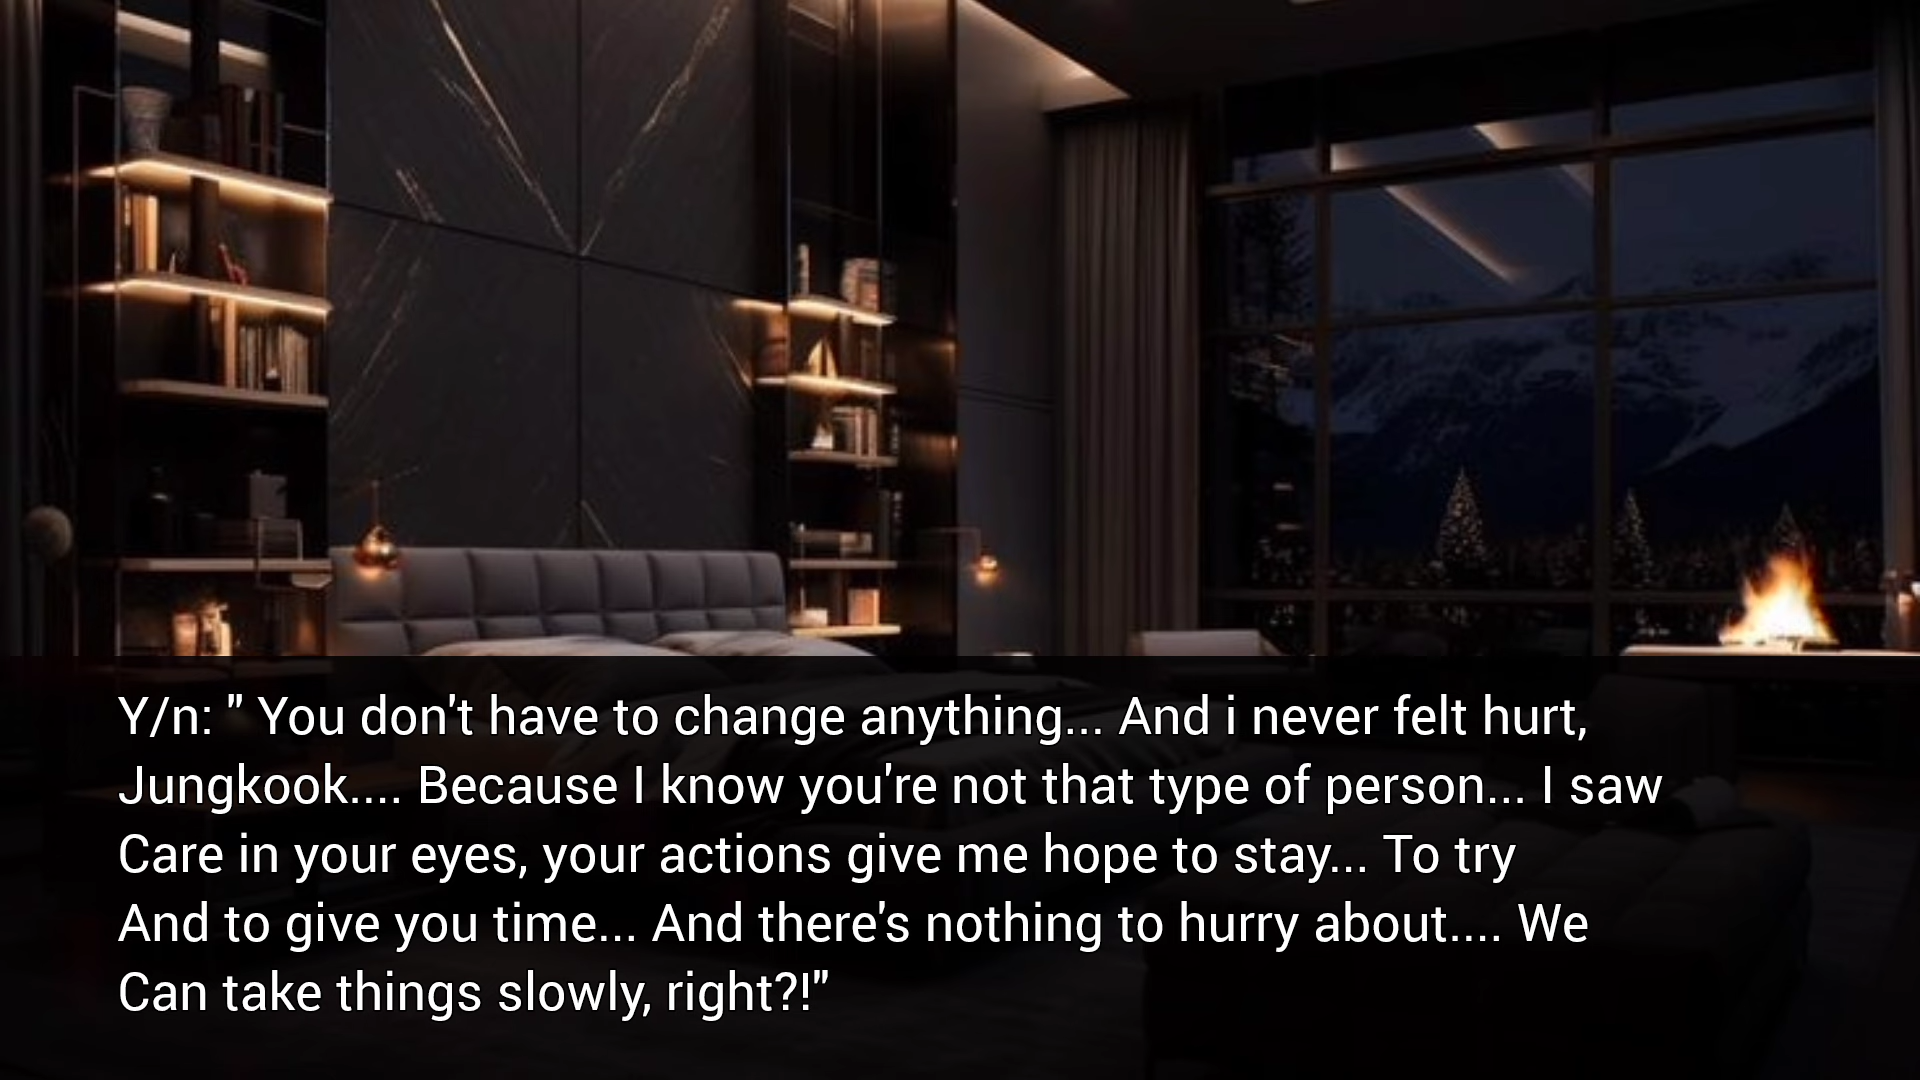 Y/n: " You don't have to change anything... And i never felt hurt,
Jungkook.... Because I know you're not that type of person... I saw
Care in your eyes, your actions give me hope to stay... To try
And to give you time... And there's nothing to hurry about.... We
Can take things slowly, right?!"